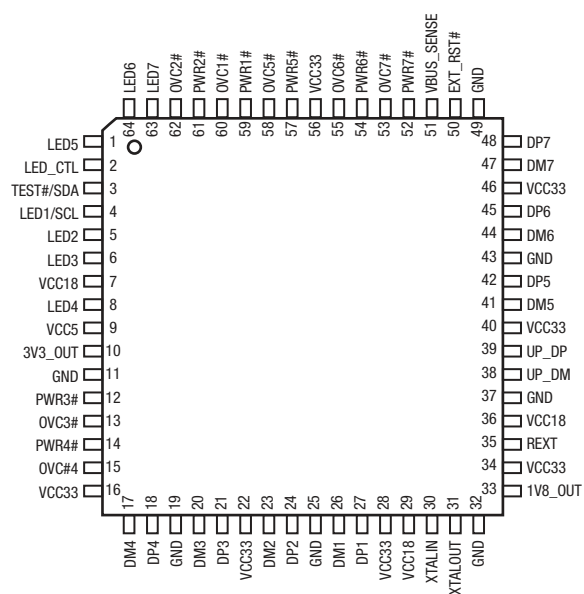 LED6
LED7
OVC2#
PWR2#
OVC1#
PWR1#
OVC5#
PWR5#
VCC33
OVC6#
PWR6#
OVC7#
PWR7#
VBUS_SENSE
EXT_RST#
GND
64
63
62
61
60
59
58
57
56
55
54
53
52
51
50
49
LED5 1
LED_CTL 2
TEST#/SDA 3
LED1/SCL 4
LED2 5
LED3 6
VCC18 7
LED4 8
VCC5 9
3V3_OUT 10
GND 11
PWR3# 12
OVC3# 13
PWR4# 14
OVC#4 15
VCC33 16
48 DP7
47 DM7
46 VCC33
45 DP6
44 DM6
43 GND
42 DP5
41 DM5
40 VCC33
39 UP_DP
38 UP_DM
37 GND
36 VCC18
35 REXT
34 VCC33
33 1V8_OUT
17
18
19
20
21
22
23
24
25
26
27
28
29
30
31
32
DM4
DP4
GND
DM3
DP3
VCC33
DM2
DP2
GND
DM1
DP1
VCC33
VCC18
XTALIN
XTALOUT
GND